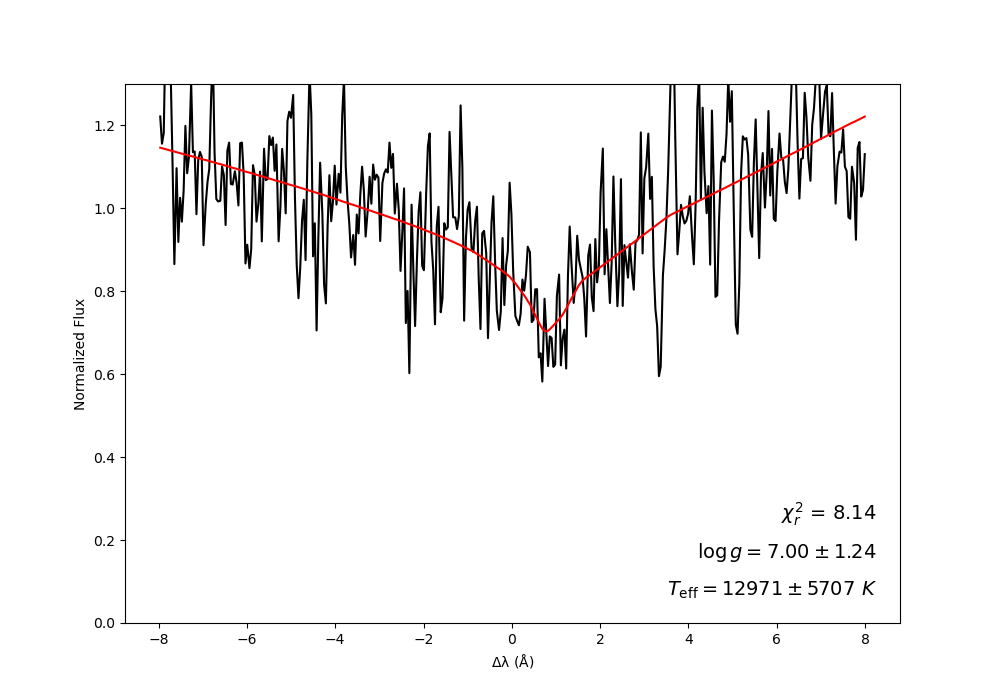 1.2
1.0
0.8
0.6
0.4
0.2
0.0
Normalized Flux
χ²ᵣ = 8.14
log g = 7.00 ± 1.24
T_eff = 12971 ± 5707 K
−8 −6 −4 −2 0 2 4 6 8
Δλ (Å)